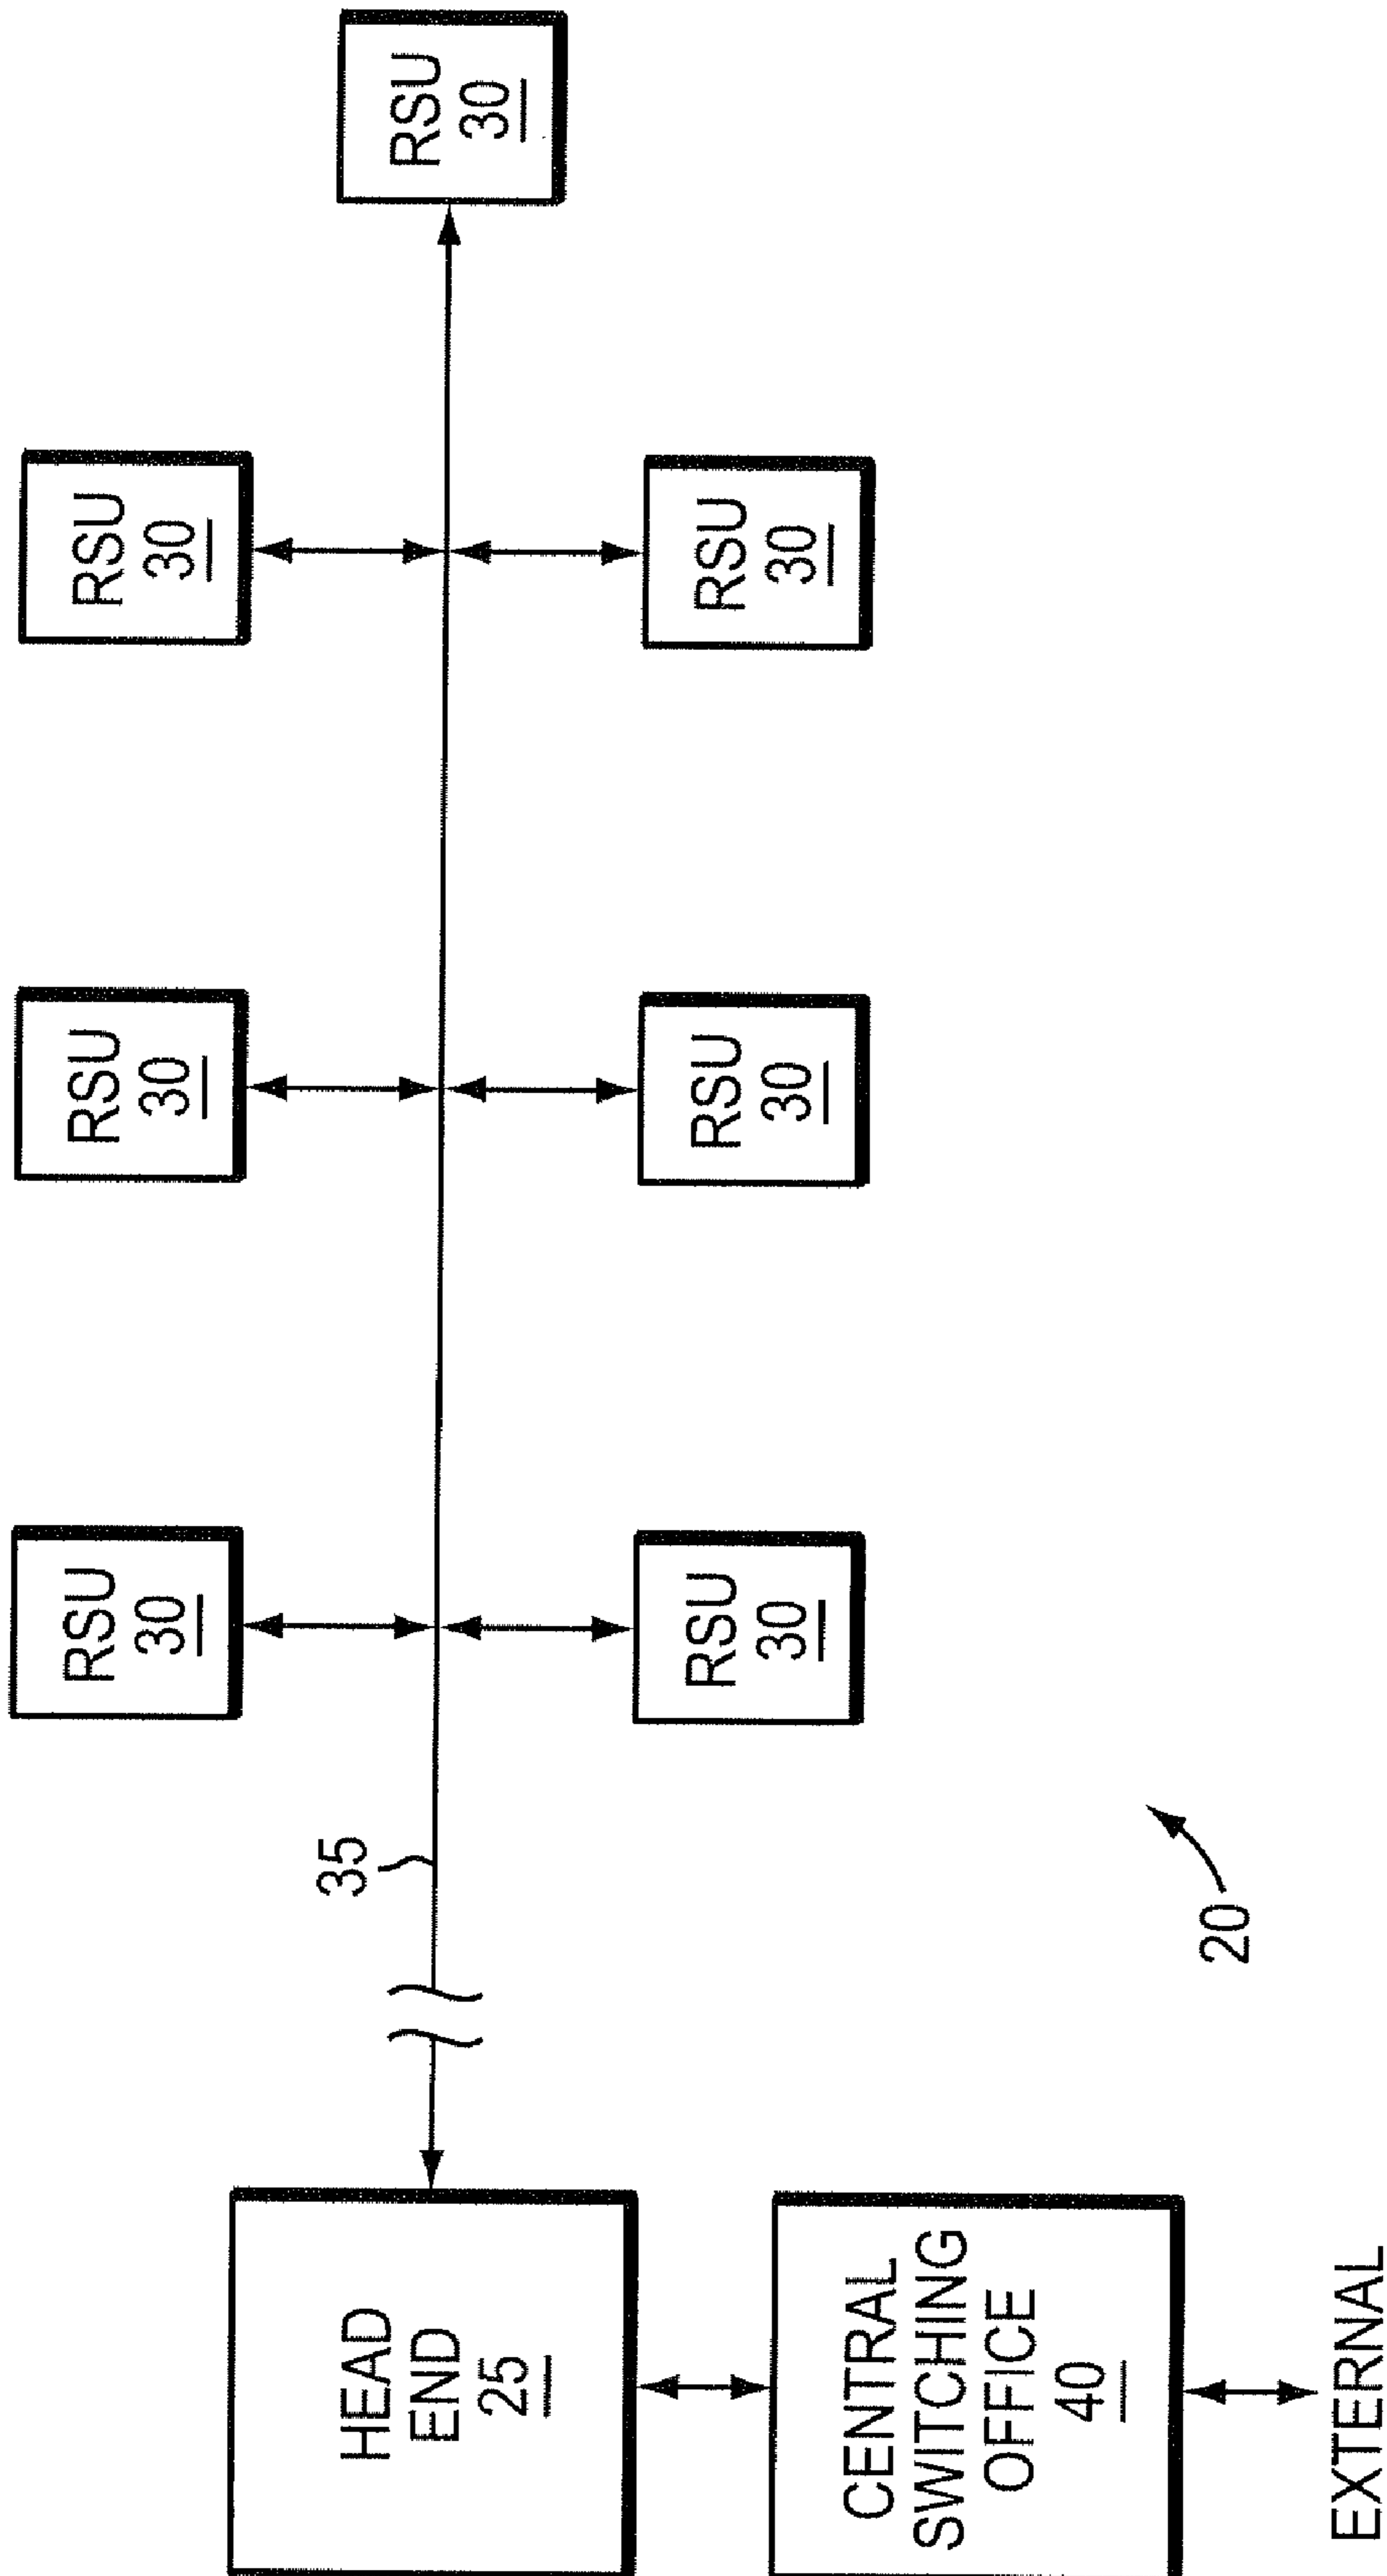 RSU
30
RSU
30
RSU
30
HEAD
END
25
35
RSU
30
RSU
30
RSU
30
RSU
30
CENTRAL
SWITCHING
OFFICE
40
20
EXTERNAL